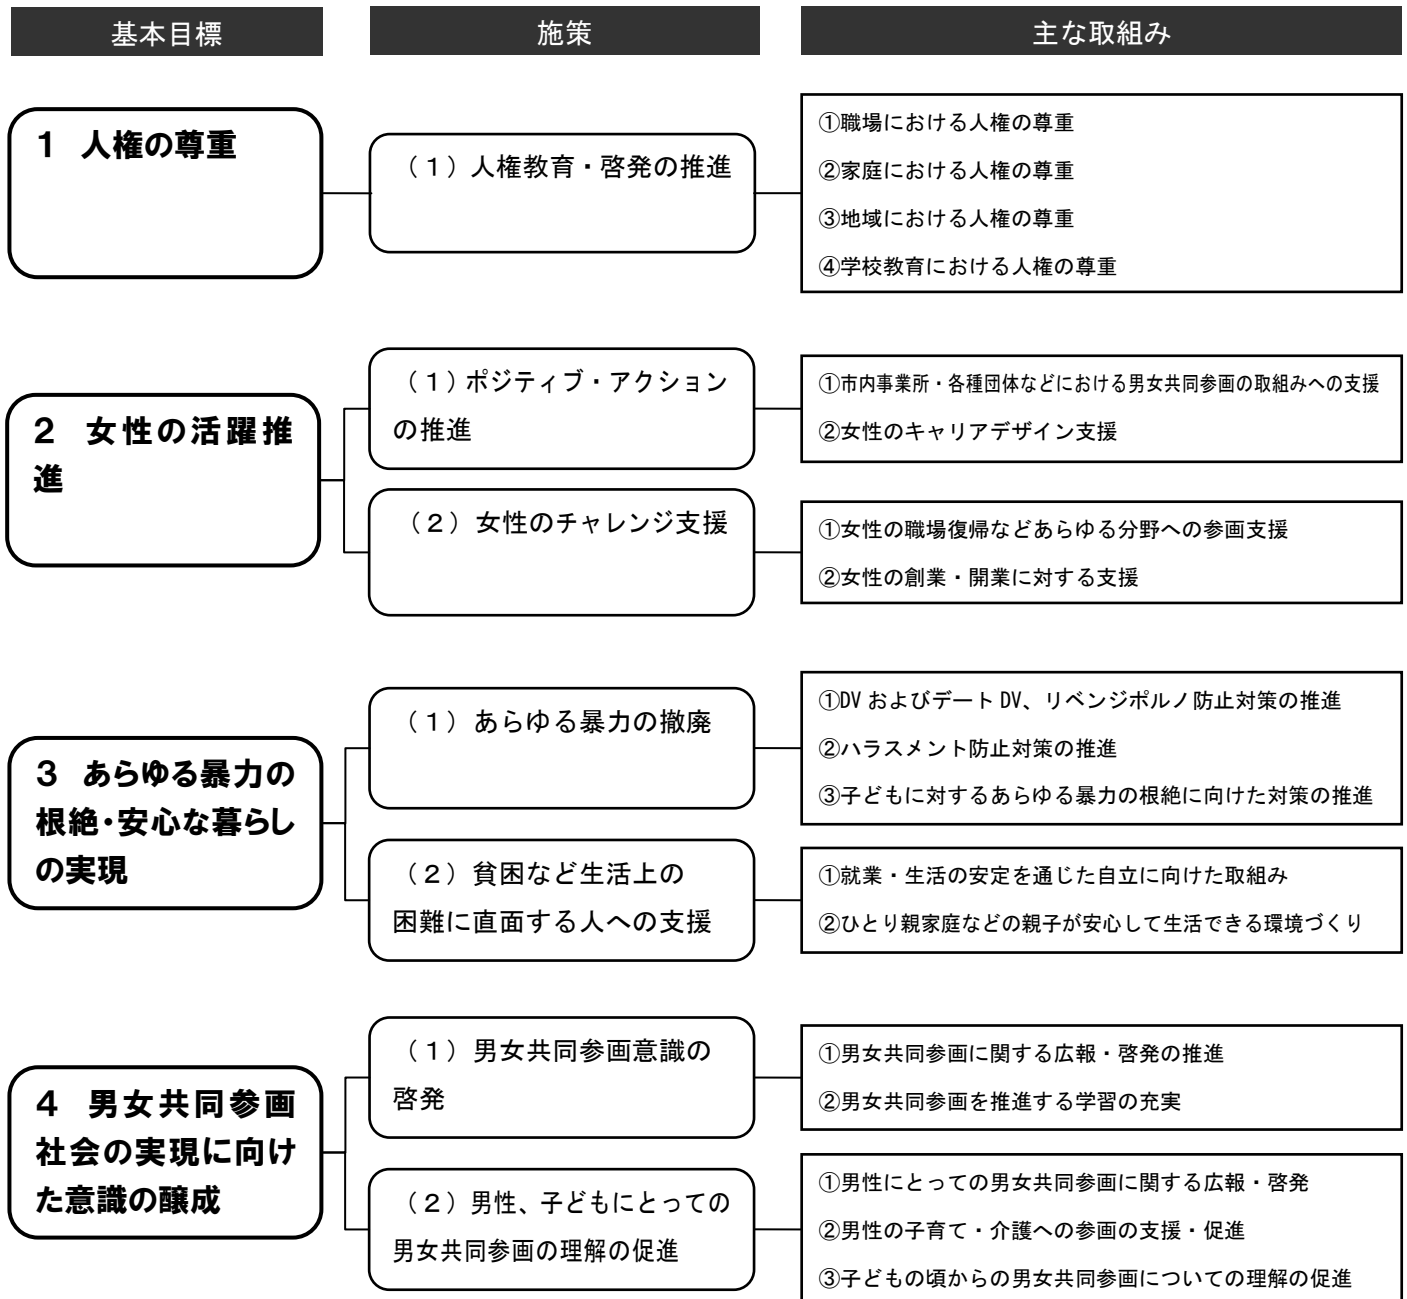 基本目標
施策
主な取組み
1 人権の尊重
（１）人権教育・啓発の推進
①職場における人権の尊重
②家庭における人権の尊重
③地域における人権の尊重
④学校教育における人権の尊重
2 女性の活躍推
進
（１）ポジティブ・アクション
の推進
①市内事業所・各種団体などにおける男女共同参画の取組みへの支援
②女性のキャリアデザイン支援
（２）女性のチャレンジ支援
①女性の職場復帰などあらゆる分野への参画支援
②女性の創業・開業に対する支援
3 あらゆる暴力の
根絶・安心な暮らし
の実現
（１）あらゆる暴力の撤廃
①DV およびデート DV、リベンジポルノ防止対策の推進
②ハラスメント防止対策の推進
③子どもに対するあらゆる暴力の根絶に向けた対策の推進
（２）貧困など生活上の
困難に直面する人への支援
①就業・生活の安定を通じた自立に向けた取組み
②ひとり親家庭などの親子が安心して生活できる環境づくり
4 男女共同参画
社会の実現に向け
た意識の醸成
（１）男女共同参画意識の
啓発
①男女共同参画に関する広報・啓発の推進
②男女共同参画を推進する学習の充実
（２）男性、子どもにとっての
男女共同参画の理解の促進
①男性にとっての男女共同参画に関する広報・啓発
②男性の子育て・介護への参画の支援・促進
③子どもの頃からの男女共同参画についての理解の促進